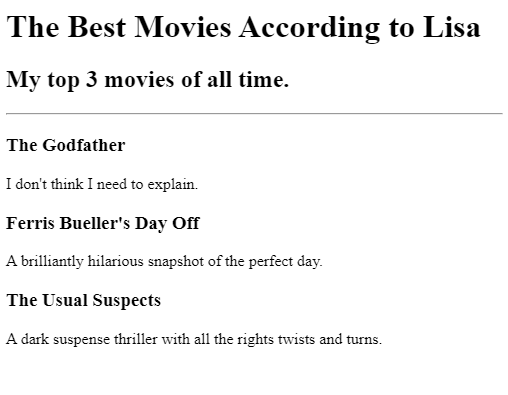 The Best Movies According to Lisa
My top 3 movies of all time.
The Godfather
I don't think I need to explain.
Ferris Bueller's Day Off
A brilliantly hilarious snapshot of the perfect day.
The Usual Suspects
A dark suspense thriller with all the rights twists and turns.